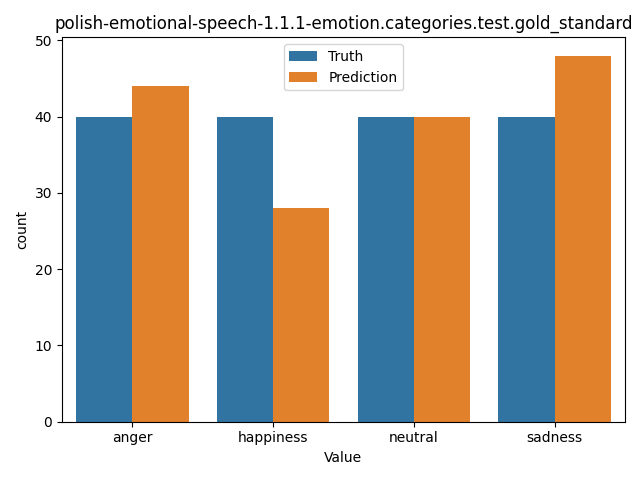 polish-emotional-speech-1.1.1-emotion.categories.test.gold_standard
Truth
Prediction
50
40
30
20
10
0
count
anger happiness neutral sadness
Value